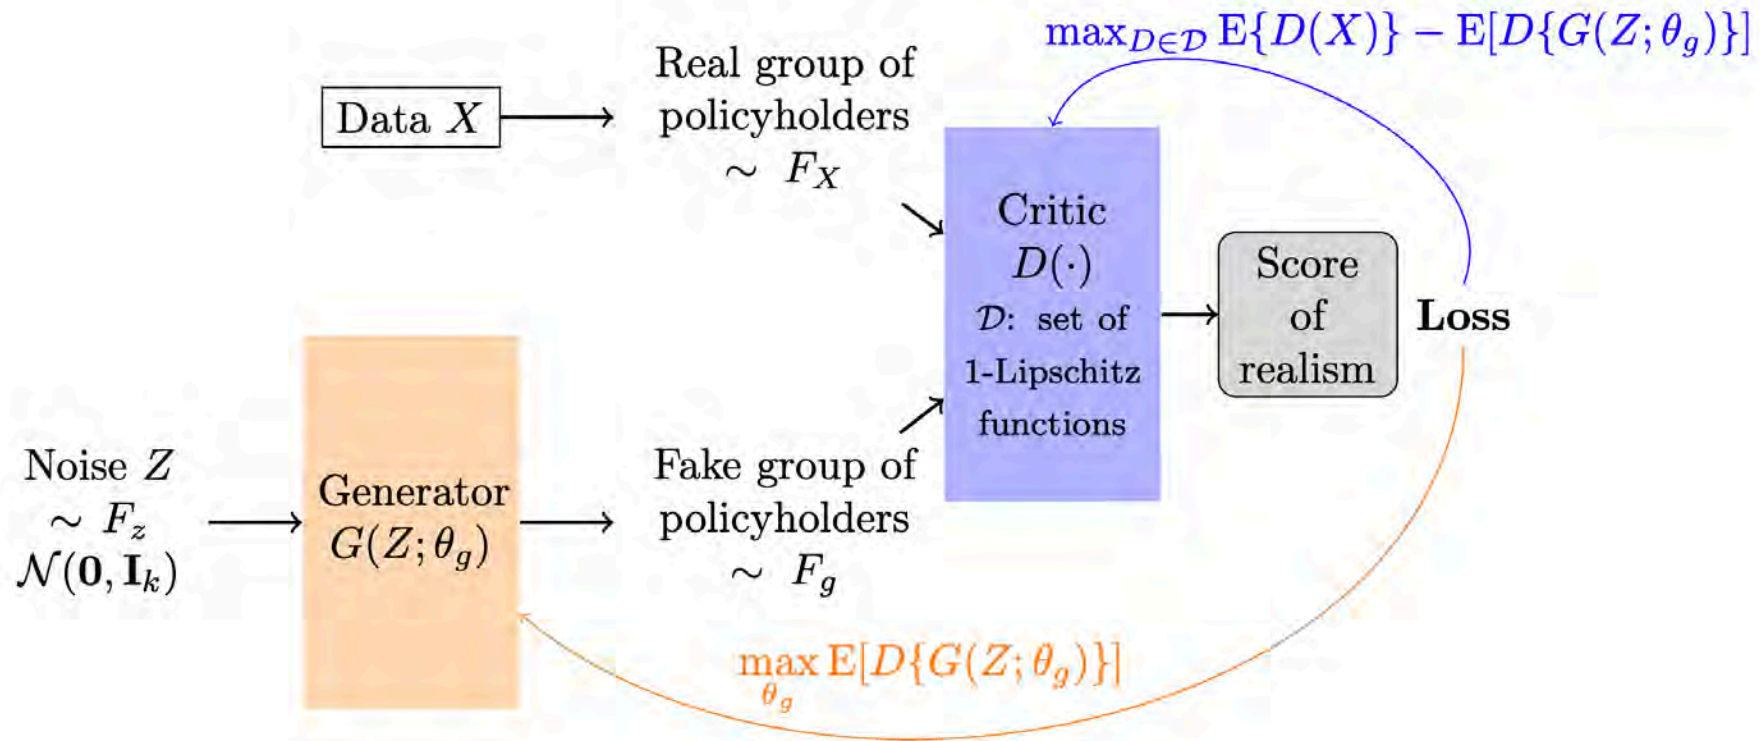 max_{D∈𝒟} E{D(X)} − E[D{G(Z; θ_g)}]
Data X
Real group of
policyholders
∼ F_X
Critic
D(·)
𝒟: set of
1-Lipschitz
functions
Score
of
realism
Loss
Noise Z
∼ F_z
𝒩(𝟎, 𝐈_k)
Generator
G(Z; θ_g)
Fake group of
policyholders
∼ F_g
max_{θ_g} E[D{G(Z; θ_g)}]